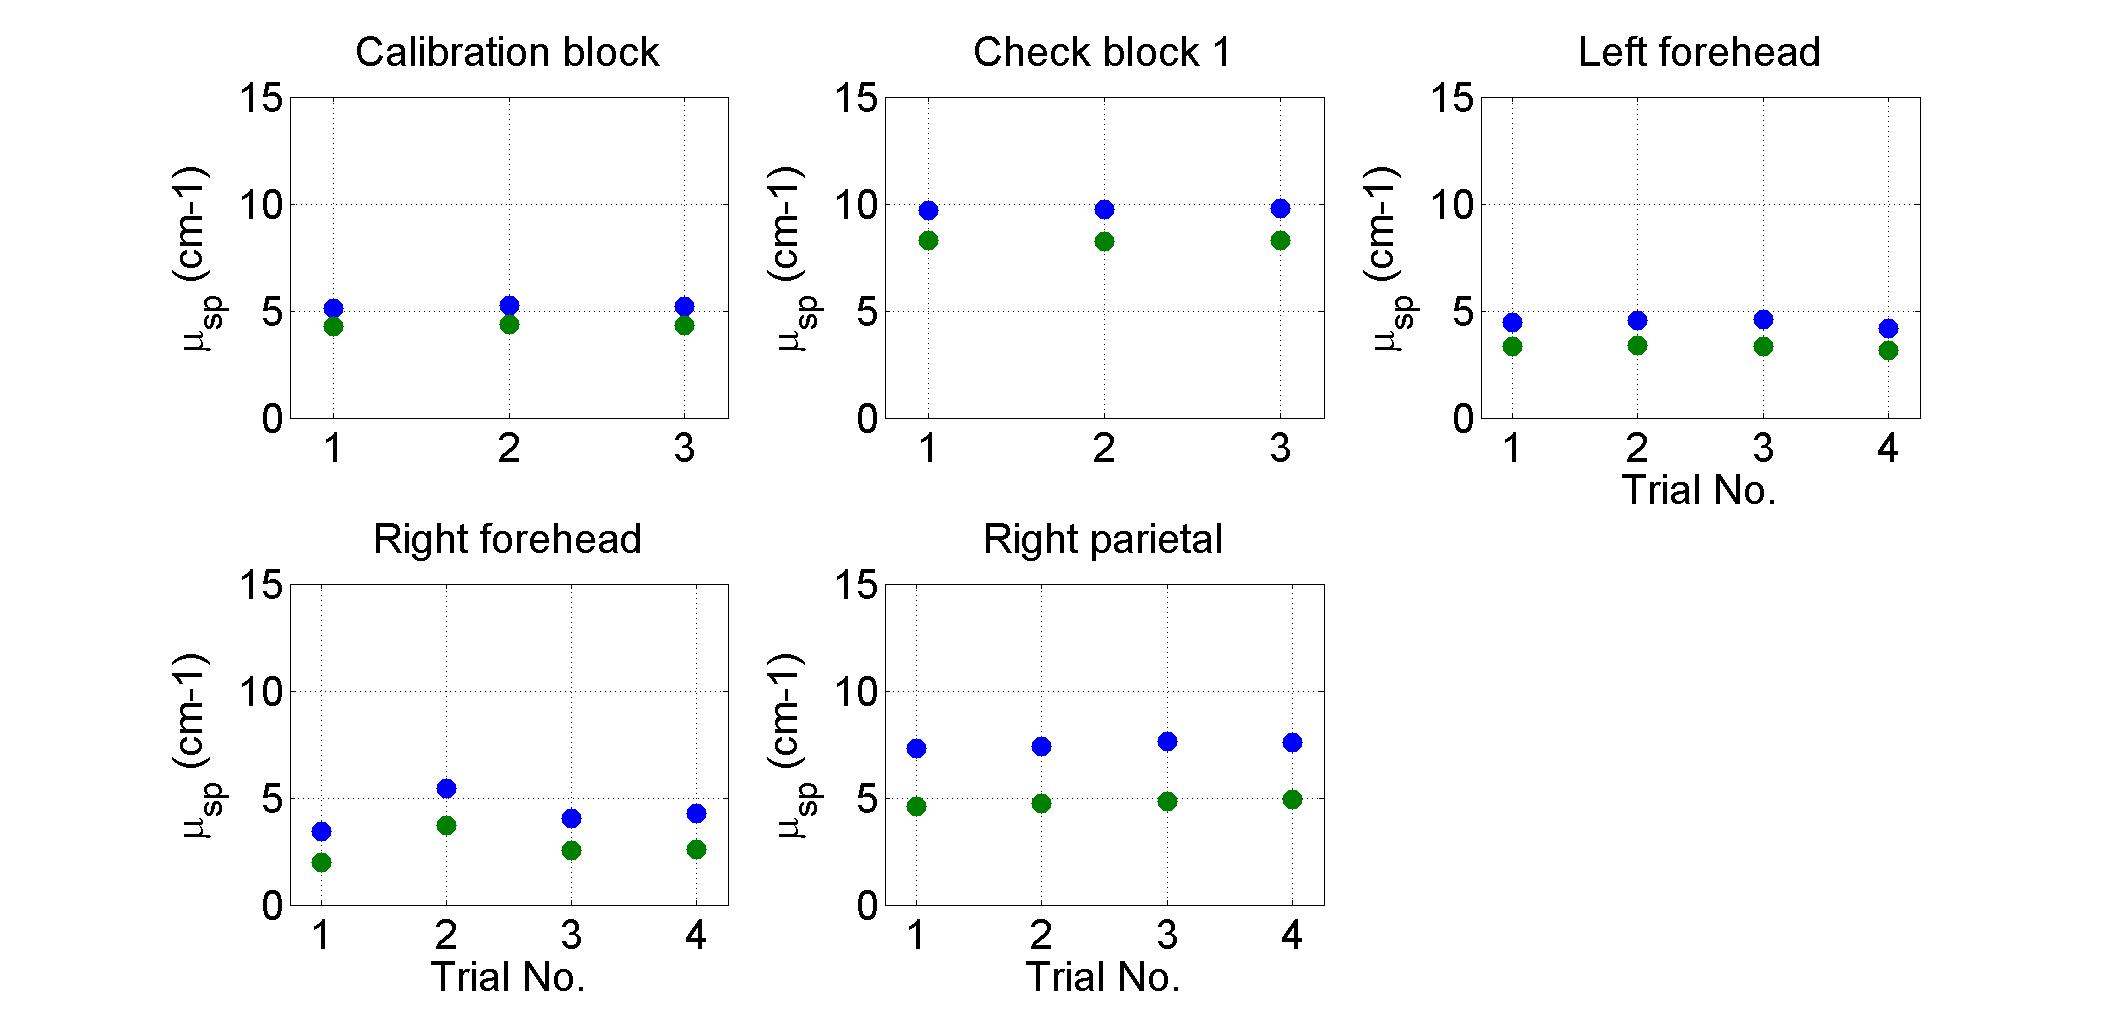 Calibration block
15
10
5
0
μsp (cm-1)
1 2 3
Check block 1
15
10
5
0
μsp (cm-1)
1 2 3
Left forehead
15
10
5
0
μsp (cm-1)
1 2 3 4
Trial No.
Right forehead
15
10
5
0
μsp (cm-1)
1 2 3 4
Trial No.
Right parietal
15
10
5
0
μsp (cm-1)
1 2 3 4
Trial No.